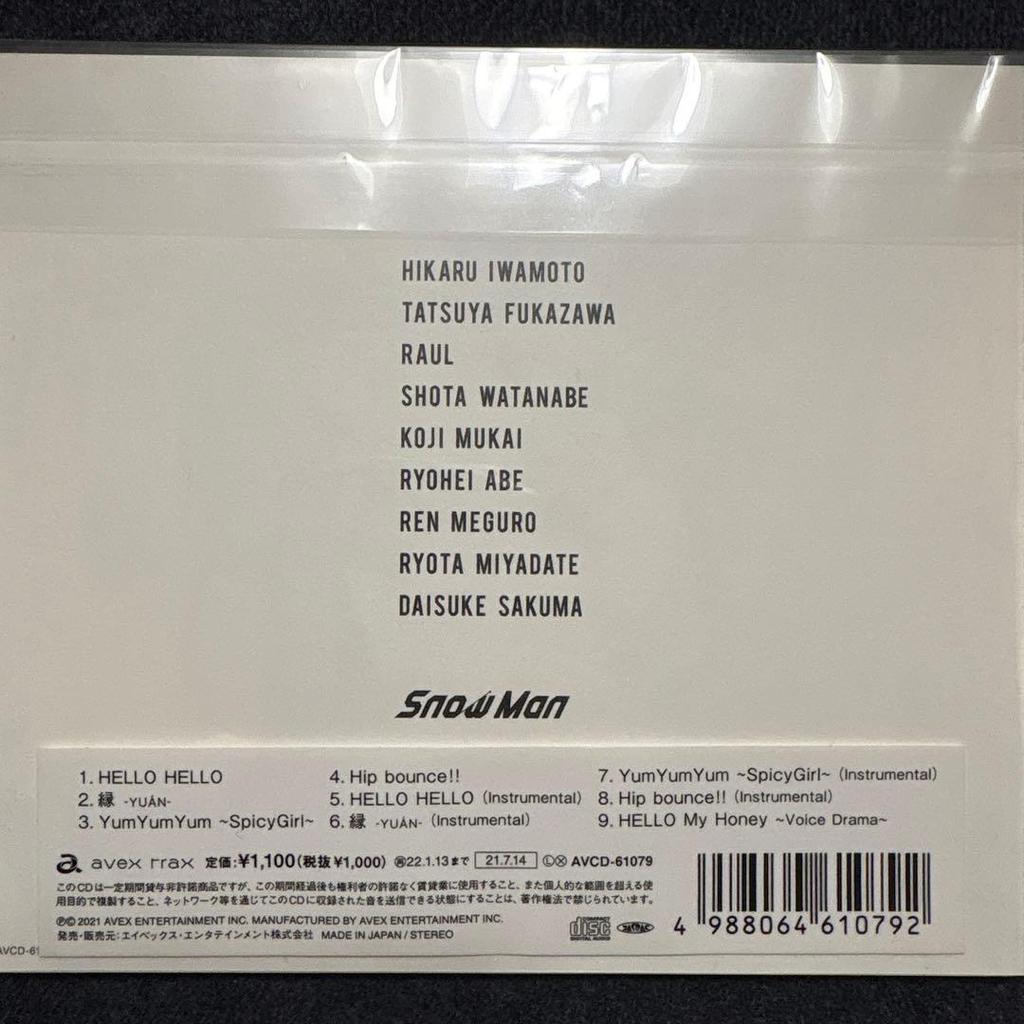 HIKARU IWAMOTO
TATSUYA FUKAZAWA
RAUL
SHOTA WATANABE
KOJI MUKAI
RYOHEI ABE
REN MEGURO
RYOTA MIYADATE
DAISUKE SAKUMA
Snow Man
1. HELLO HELLO
2. 縁 -YUÁN-
3. YumYumYum ~SpicyGirl~
4. Hip bounce!!
5. HELLO HELLO (Instrumental)
6. 縁 -YUÁN- (Instrumental)
7. YumYumYum ~SpicyGirl~ (Instrumental)
8. Hip bounce!! (Instrumental)
9. HELLO My Honey ~Voice Drama~
a avex trax 定価:¥1,100(税抜¥1,000) ㊢22.1.13まで 21.7.14 ⓁⓍ AVCD-61079
このCDは一定期間貸与非許諾商品ですが、この期間経過後も権利者の許諾なく賃貸業に使用すること、また個人的な範囲を超える使
用目的で複製すること、ネットワーク等を通じてこのCDに収録された音を送信できる状態にすることは、著作権法で禁じられています。
Ⓟ© 2021 AVEX ENTERTAINMENT INC. MANUFACTURED BY AVEX ENTERTAINMENT INC.
発売・販売元:エイベックス・エンタテインメント株式会社 MADE IN JAPAN / STEREO
COMPACT disc DIGITAL AUDIO JASRAC
4 988064 610792
AVCD-61